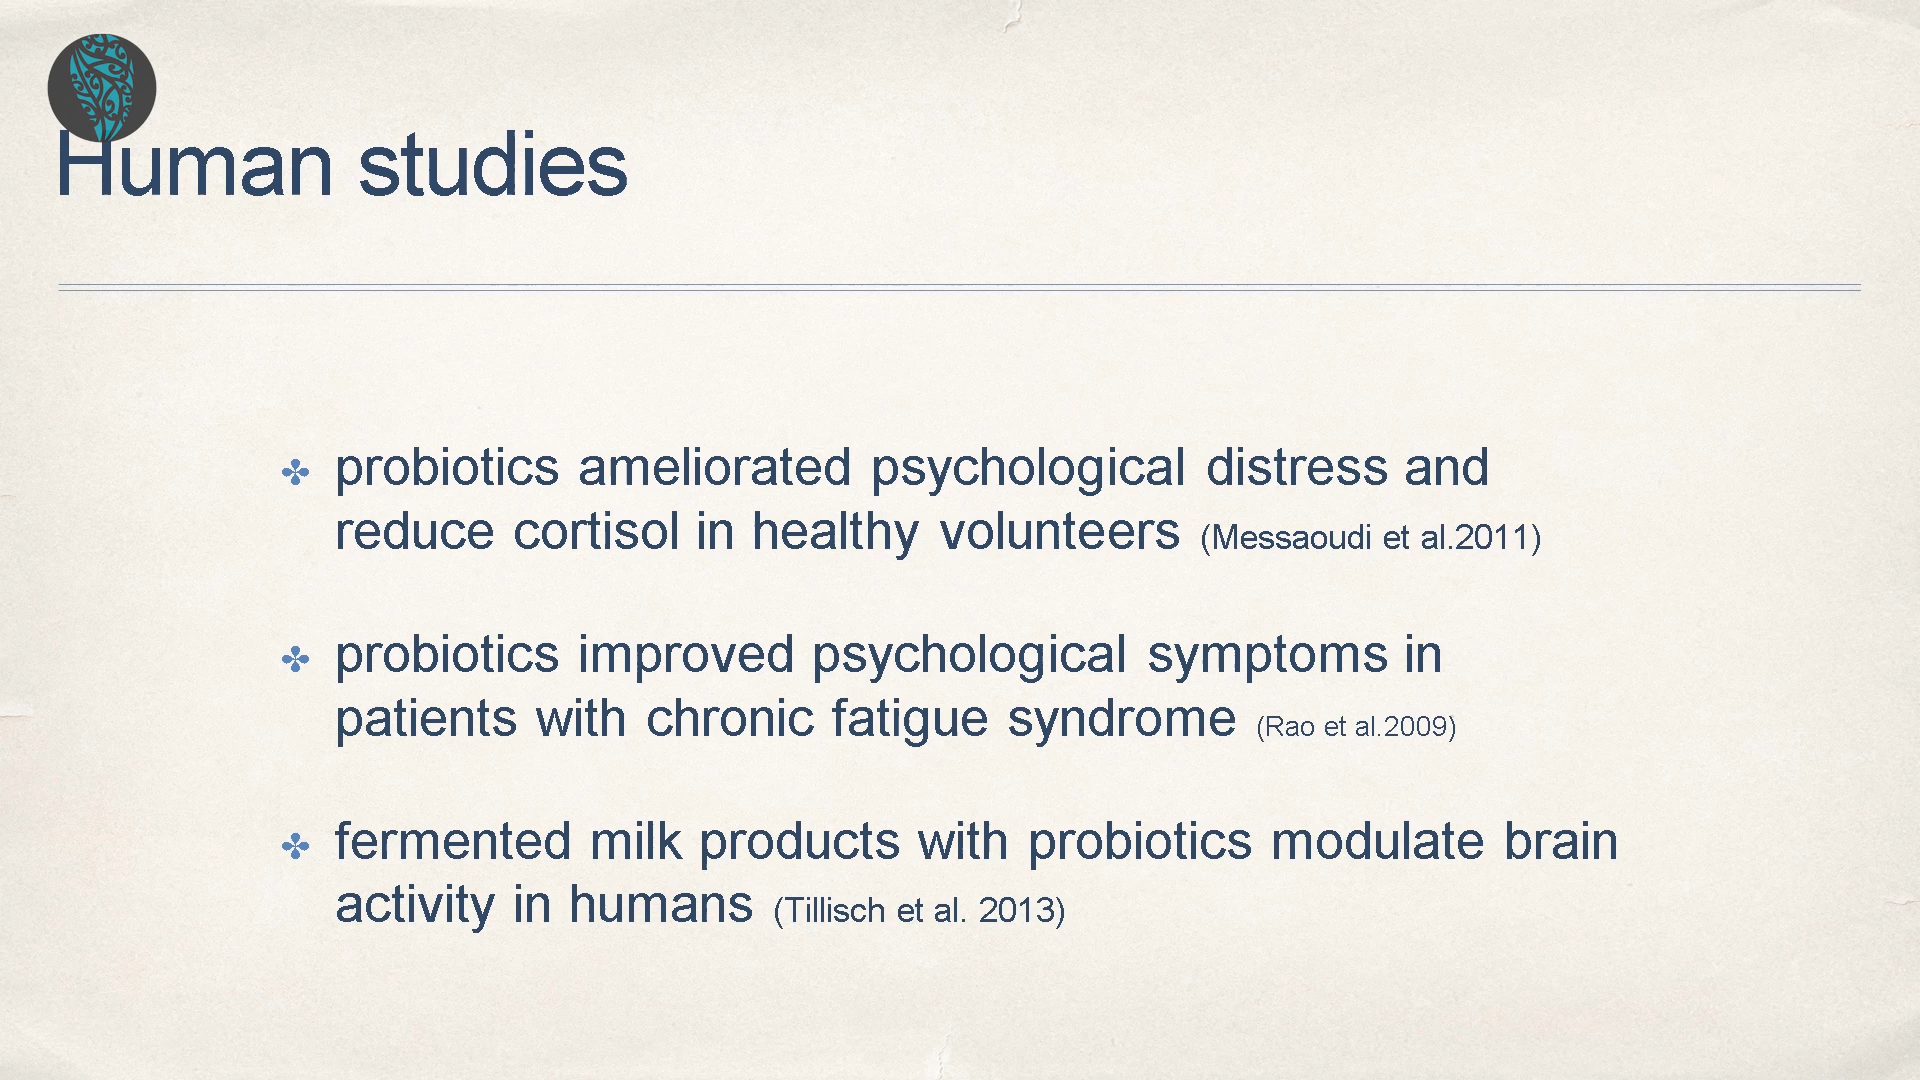 Human studies
probiotics ameliorated psychological distress and
reduce cortisol in healthy volunteers (Messaoudi et al.2011)
probiotics improved psychological symptoms in
patients with chronic fatigue syndrome (Rao et al.2009)
fermented milk products with probiotics modulate brain
activity in humans (Tillisch et al. 2013)